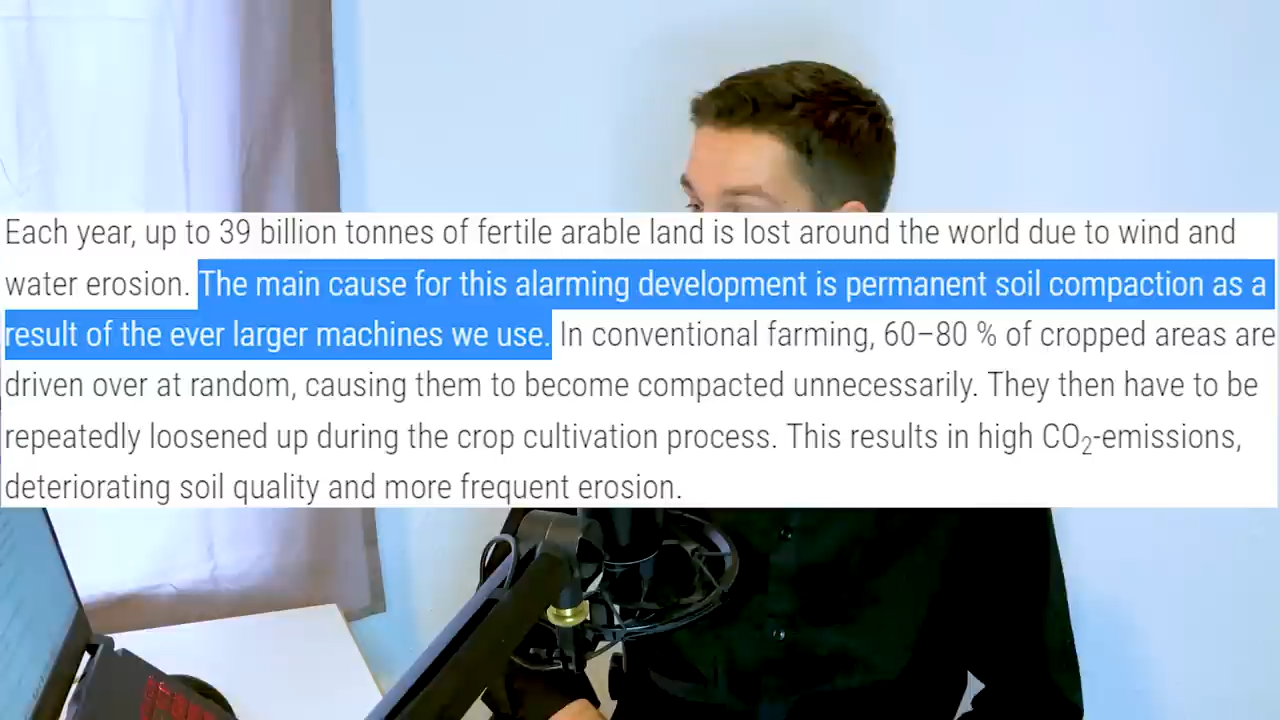 Each year, up to 39 billion tonnes of fertile arable land is lost around the world due to wind and
water erosion. The main cause for this alarming development is permanent soil compaction as a
result of the ever larger machines we use. In conventional farming, 60–80 % of cropped areas are
driven over at random, causing them to become compacted unnecessarily. They then have to be
repeatedly loosened up during the crop cultivation process. This results in high CO₂-emissions,
deteriorating soil quality and more frequent erosion.